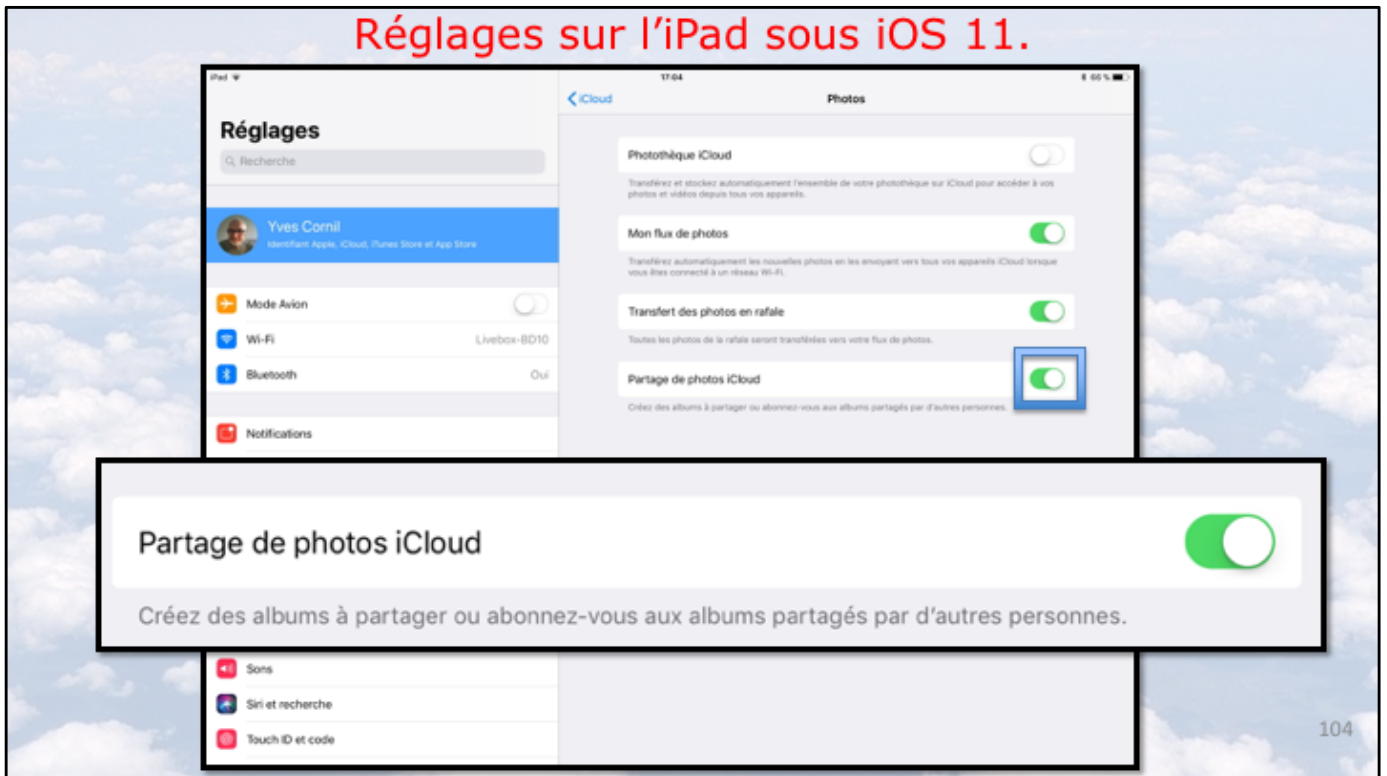 Réglages sur l'iPad sous iOS 11.
iPad
17:04
66 %
Réglages
Recherche
Yves Cornil
Identifiant Apple, iCloud, iTunes Store et App Store
Mode Avion
Wi-Fi Livebox-BD10
Bluetooth Oui
Notifications
iCloud
Photos
Photothèque iCloud
Transférez et stockez automatiquement l'ensemble de votre photothèque sur iCloud pour accéder à vos
photos et vidéos depuis tous vos appareils.
Mon flux de photos
Transférez automatiquement les nouvelles photos en les envoyant vers tous vos appareils iCloud lorsque
vous êtes connecté à un réseau Wi-Fi.
Transfert des photos en rafale
Toutes les photos de la rafale seront transférées vers votre flux de photos.
Partage de photos iCloud
Créez des albums à partager ou abonnez-vous aux albums partagés par d'autres personnes.
Partage de photos iCloud
Créez des albums à partager ou abonnez-vous aux albums partagés par d'autres personnes.
Sons
Siri et recherche
Touch ID et code
104